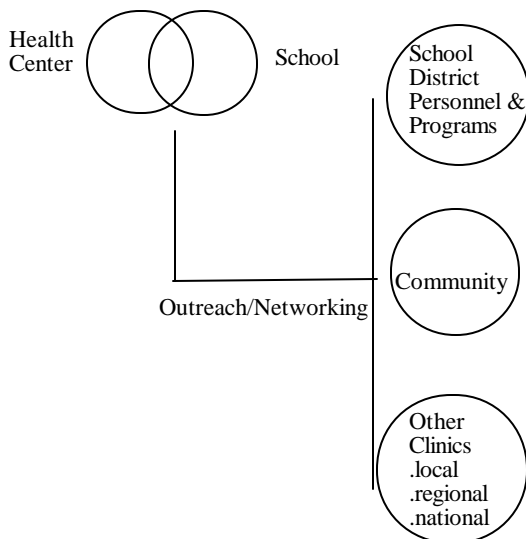 Health
Center
School
School
District
Personnel &
Programs
Community
Outreach/Networking
Other
Clinics
.local
.regional
.national